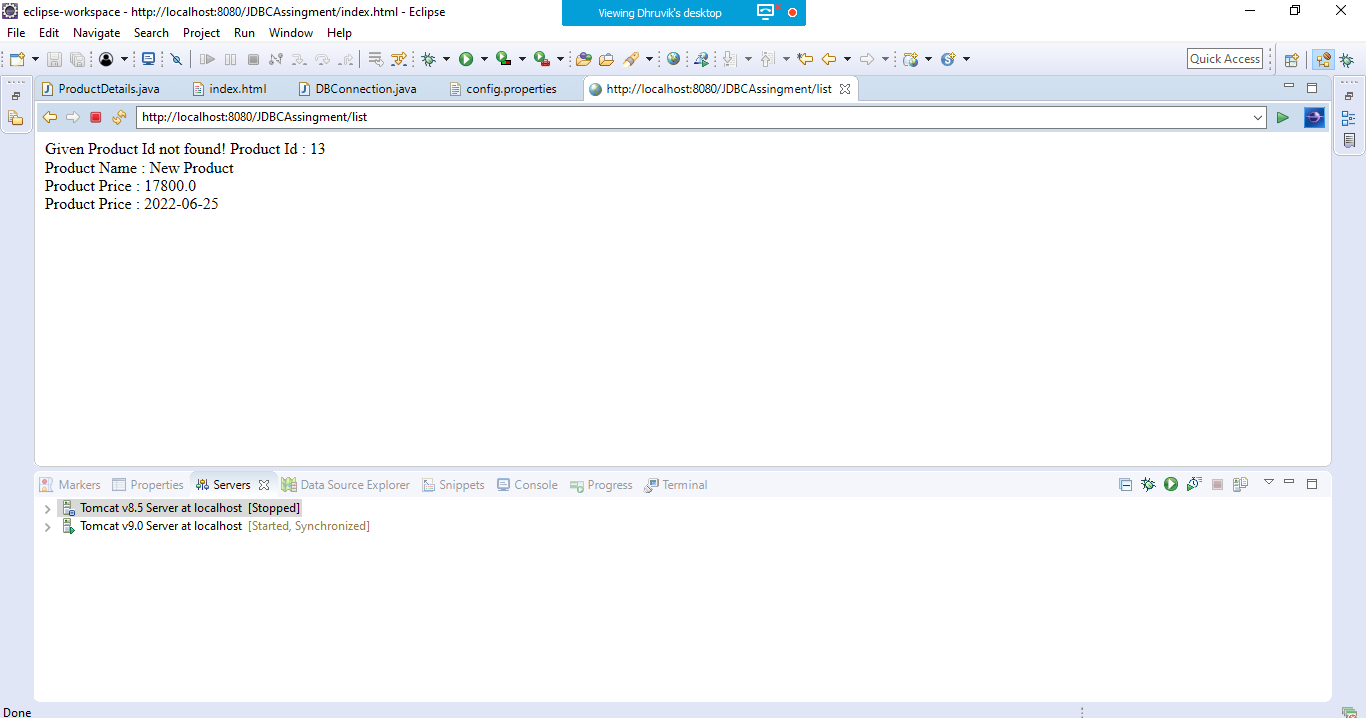 eclipse-workspace - http://localhost:8080/JDBCAssingment/index.html - Eclipse
Viewing Dhruvik's desktop
File Edit Navigate Search Project Run Window Help
Quick Access
ProductDetails.java index.html DBConnection.java config.properties http://localhost:8080/JDBCAssingment/list
http://localhost:8080/JDBCAssingment/list
Given Product Id not found! Product Id : 13
Product Name : New Product
Product Price : 17800.0
Product Price : 2022-06-25
Markers Properties Servers Data Source Explorer Snippets Console Progress Terminal
Tomcat v8.5 Server at localhost [Stopped]
Tomcat v9.0 Server at localhost [Started, Synchronized]
Done